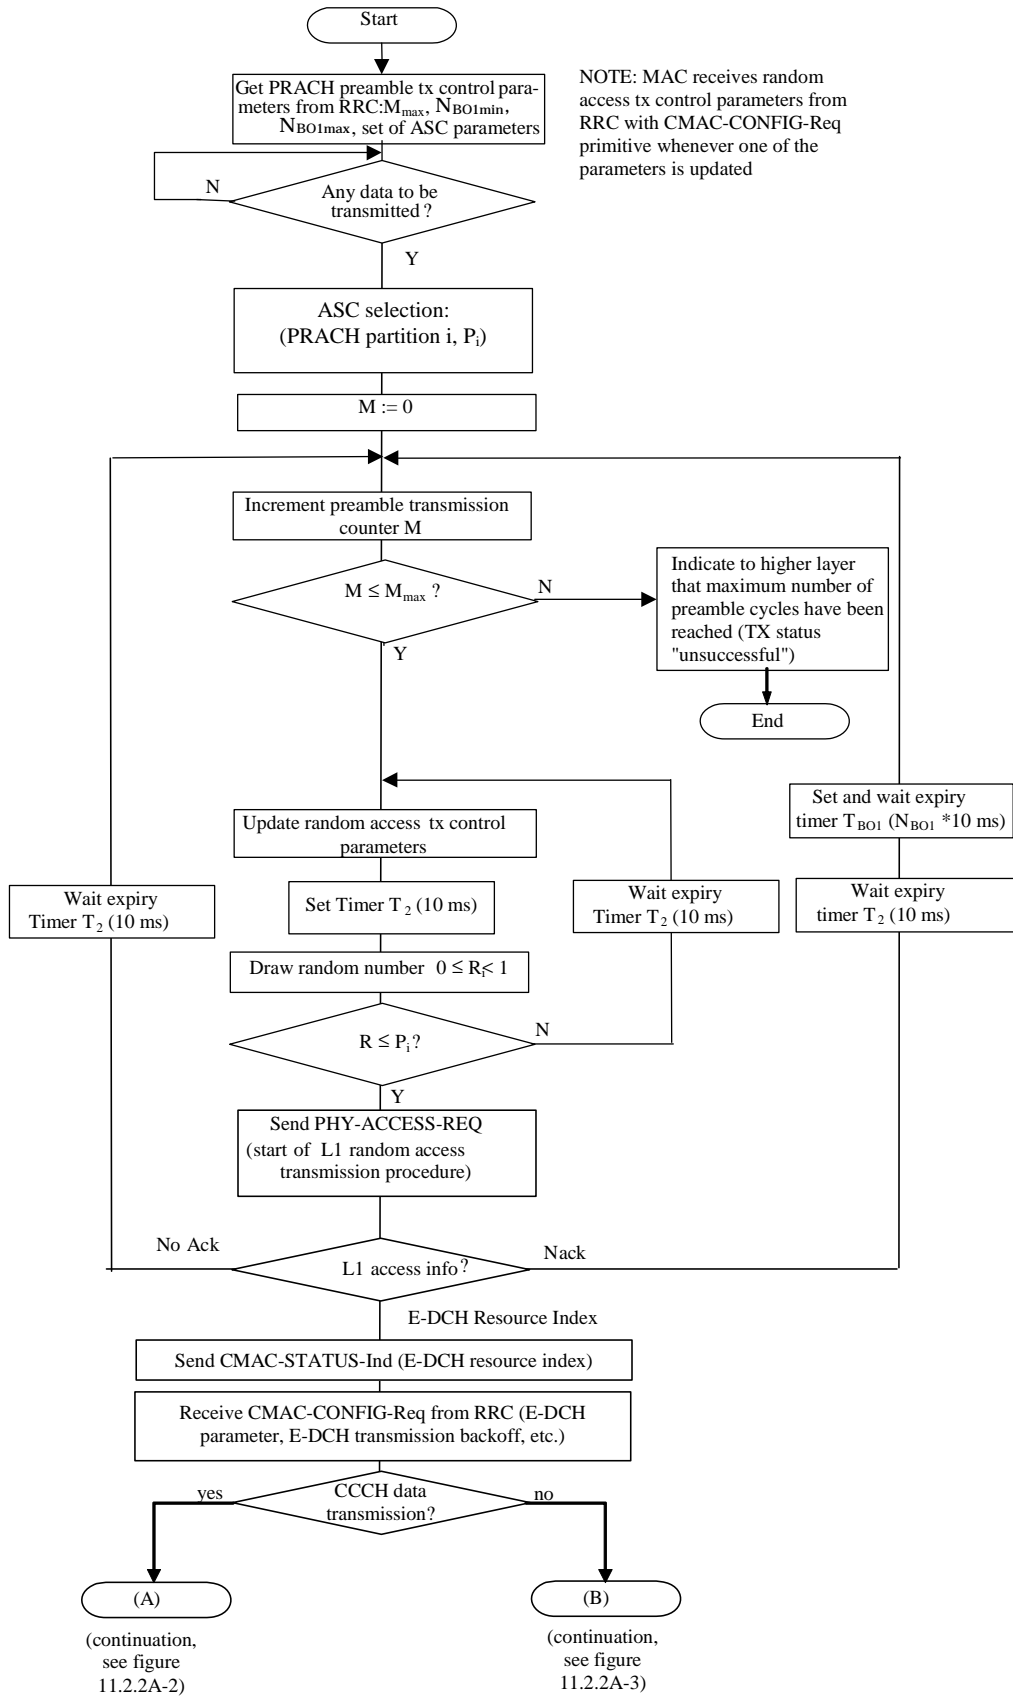 Start
Get PRACH preamble tx control para-
meters from RRC:Mmax, NBO1min,
NBO1max, set of ASC parameters
NOTE: MAC receives random
access tx control parameters from
RRC with CMAC-CONFIG-Req
primitive whenever one of the
parameters is updated
N
Any data to be
transmitted ?
Y
ASC selection:
(PRACH partition i, Pi)
M := 0
Increment preamble transmission
counter M
M ≤ Mmax ?
N
Y
Indicate to higher layer
that maximum number of
preamble cycles have been
reached (TX status
"unsuccessful")
End
Set and wait expiry
timer TBO1 (NBO1 *10 ms)
Update random access tx control
parameters
Wait expiry
Timer T2 (10 ms)
Set Timer T2 (10 ms)
Wait expiry
Timer T2 (10 ms)
Wait expiry
timer T2 (10 ms)
Draw random number 0 ≤ Ri< 1
R ≤ Pi?
N
Y
Send PHY-ACCESS-REQ
(start of L1 random access
transmission procedure)
No Ack
L1 access info?
Nack
E-DCH Resource Index
Send CMAC-STATUS-Ind (E-DCH resource index)
Receive CMAC-CONFIG-Req from RRC (E-DCH
parameter, E-DCH transmission backoff, etc.)
yes
CCCH data
transmission?
no
(A)
(continuation,
see figure
11.2.2A-2)
(B)
(continuation,
see figure
11.2.2A-3)